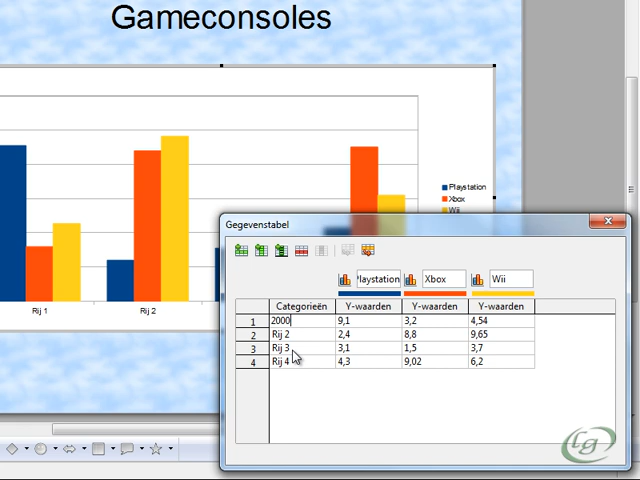 Gameconsoles
Playstation
Xbox
Wii
Rij 1
Rij 2
Gegevenstabel
Playstation
Xbox
Wii
Categorieën Y-waarden Y-waarden Y-waarden
1 2000 9,1 3,2 4,54
2 Rij 2 2,4 8,8 9,65
3 Rij 3 3,1 1,5 3,7
4 Rij 4 4,3 9,02 6,2
lg